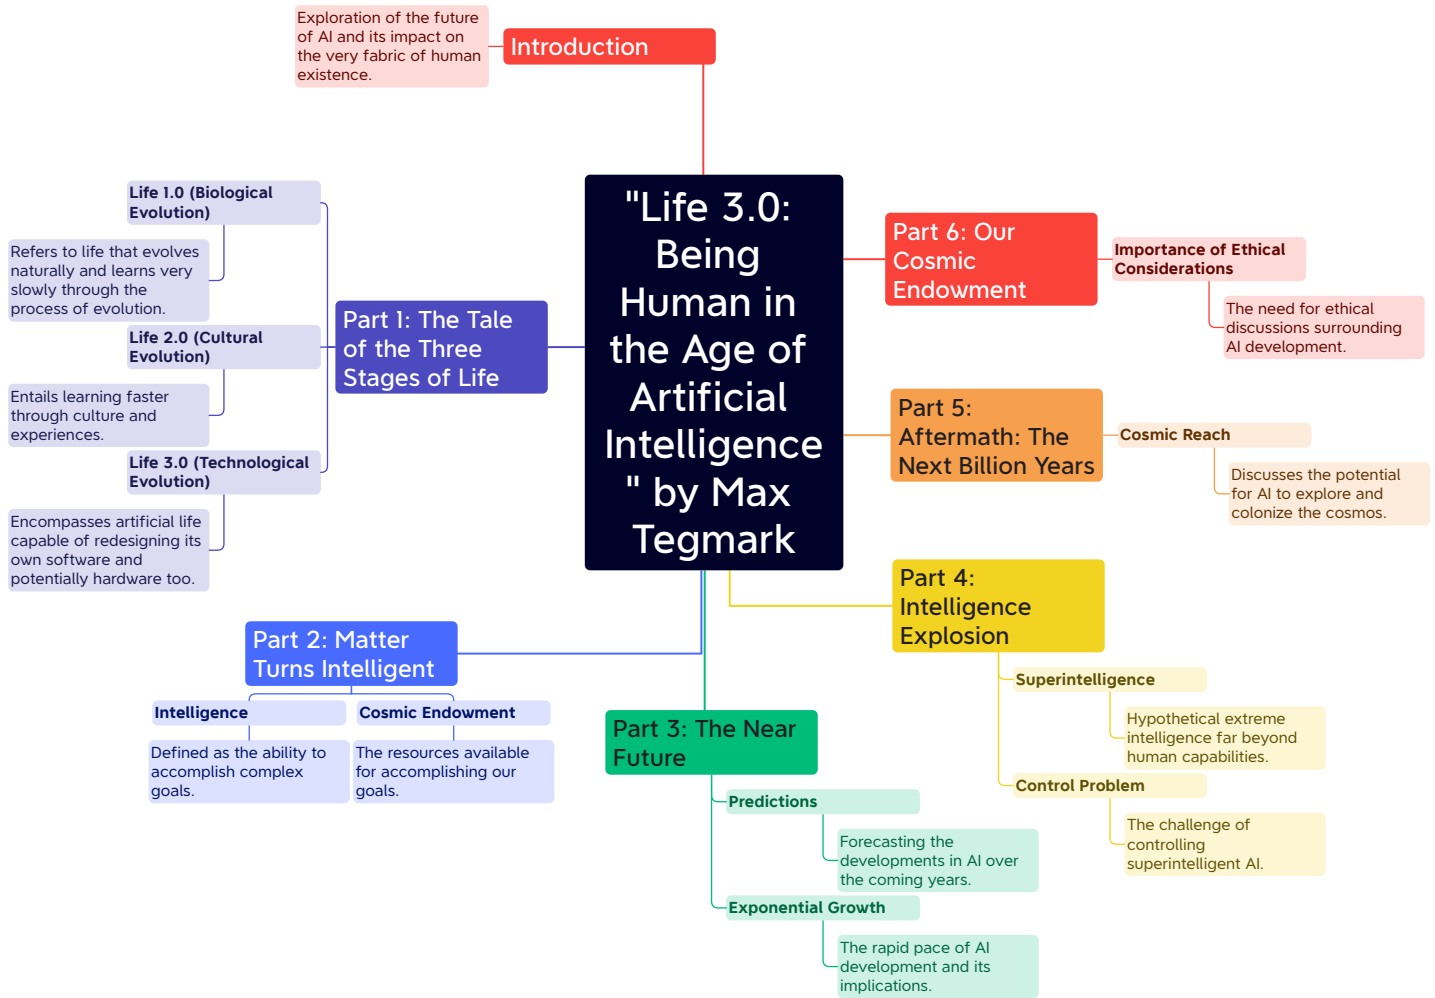 Exploration of the future
of AI and its impact on
the very fabric of human
existence.
Introduction
"Life 3.0:
Being
Human in
the Age of
Artificial
Intelligence
" by Max
Tegmark
Part 1: The Tale
of the Three
Stages of Life
Life 1.0 (Biological
Evolution)
Refers to life that evolves
naturally and learns very
slowly through the
process of evolution.
Life 2.0 (Cultural
Evolution)
Entails learning faster
through culture and
experiences.
Life 3.0 (Technological
Evolution)
Encompasses artificial life
capable of redesigning its
own software and
potentially hardware too.
Part 2: Matter
Turns Intelligent
Intelligence
Defined as the ability to
accomplish complex
goals.
Cosmic Endowment
The resources available
for accomplishing our
goals.
Part 3: The Near
Future
Predictions
Forecasting the
developments in AI over
the coming years.
Exponential Growth
The rapid pace of AI
development and its
implications.
Part 4:
Intelligence
Explosion
Superintelligence
Hypothetical extreme
intelligence far beyond
human capabilities.
Control Problem
The challenge of
controlling
superintelligent AI.
Part 5:
Aftermath: The
Next Billion Years
Cosmic Reach
Discusses the potential
for AI to explore and
colonize the cosmos.
Part 6: Our
Cosmic
Endowment
Importance of Ethical
Considerations
The need for ethical
discussions surrounding
AI development.